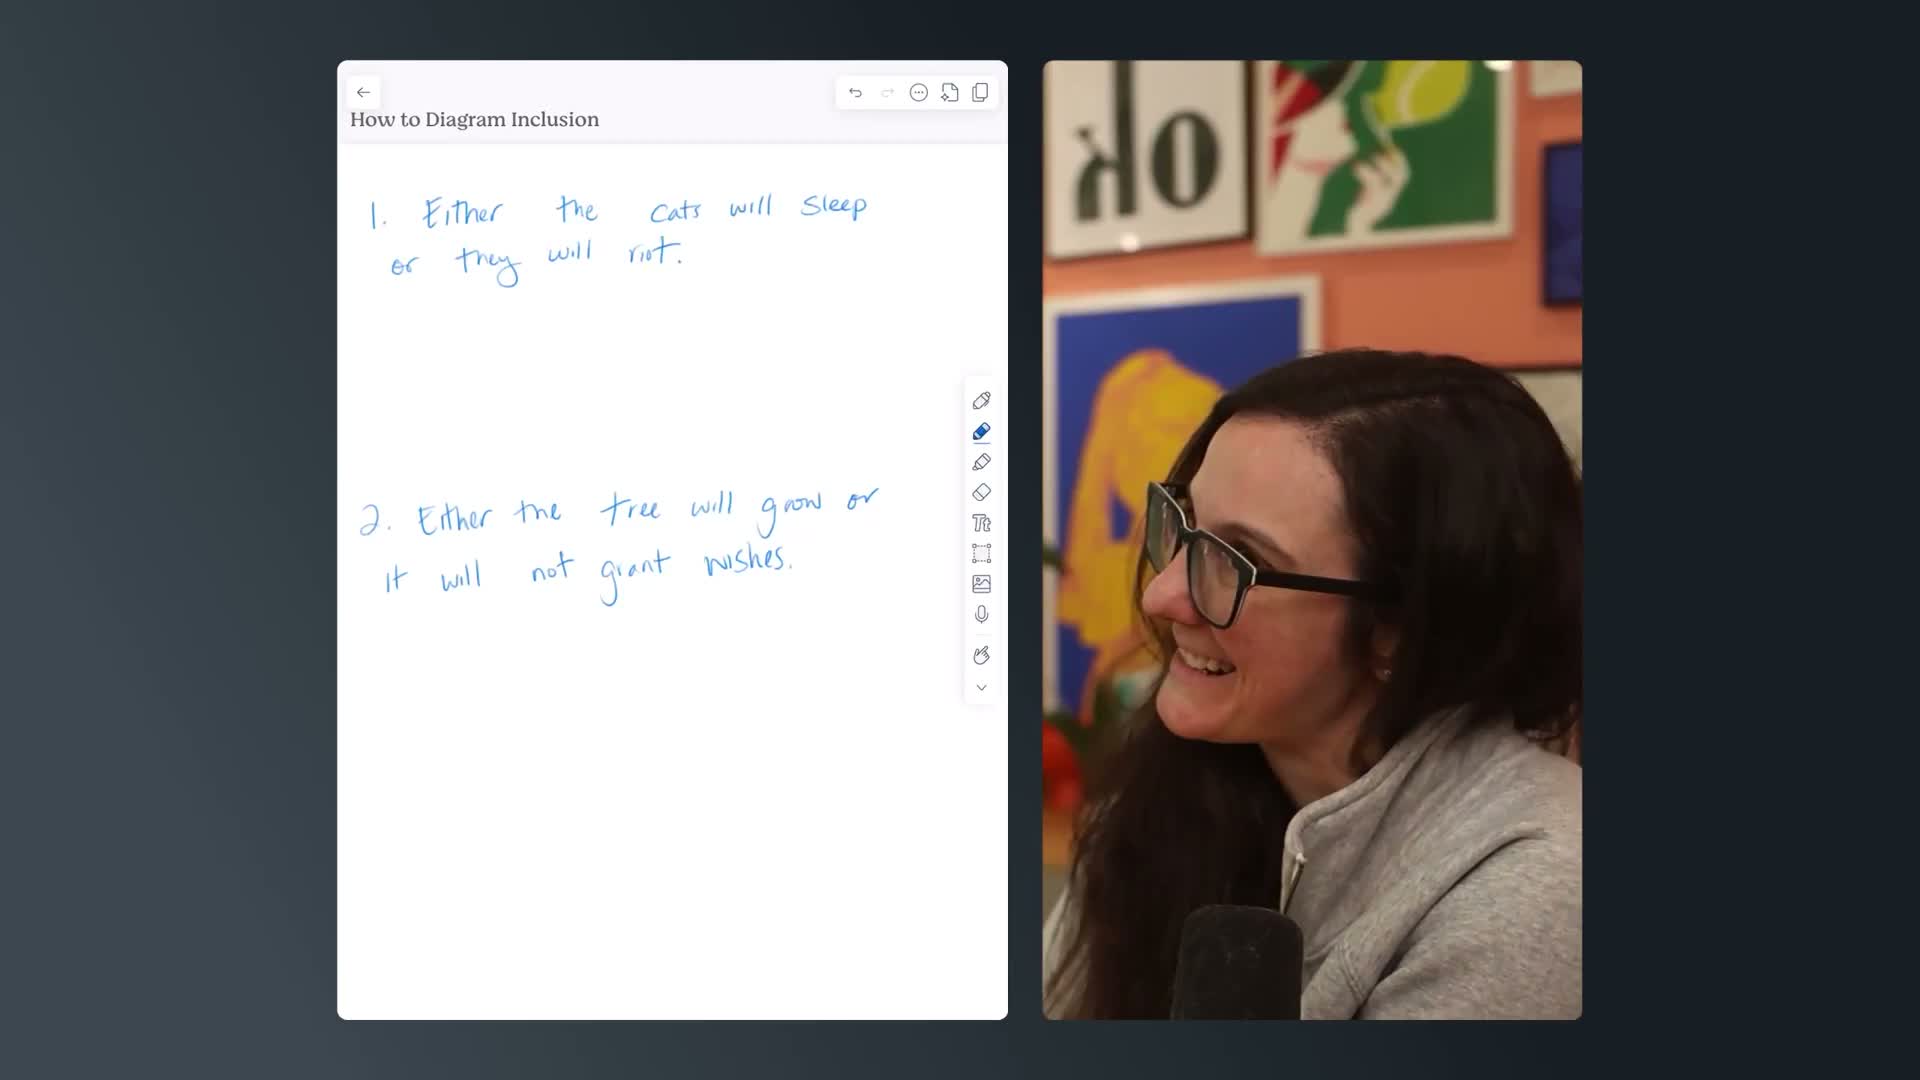 How to Diagram Inclusion
1. Either the cats will sleep
or they will riot.
2. Either the tree will grow or
it will not grant wishes.
Tt
OK